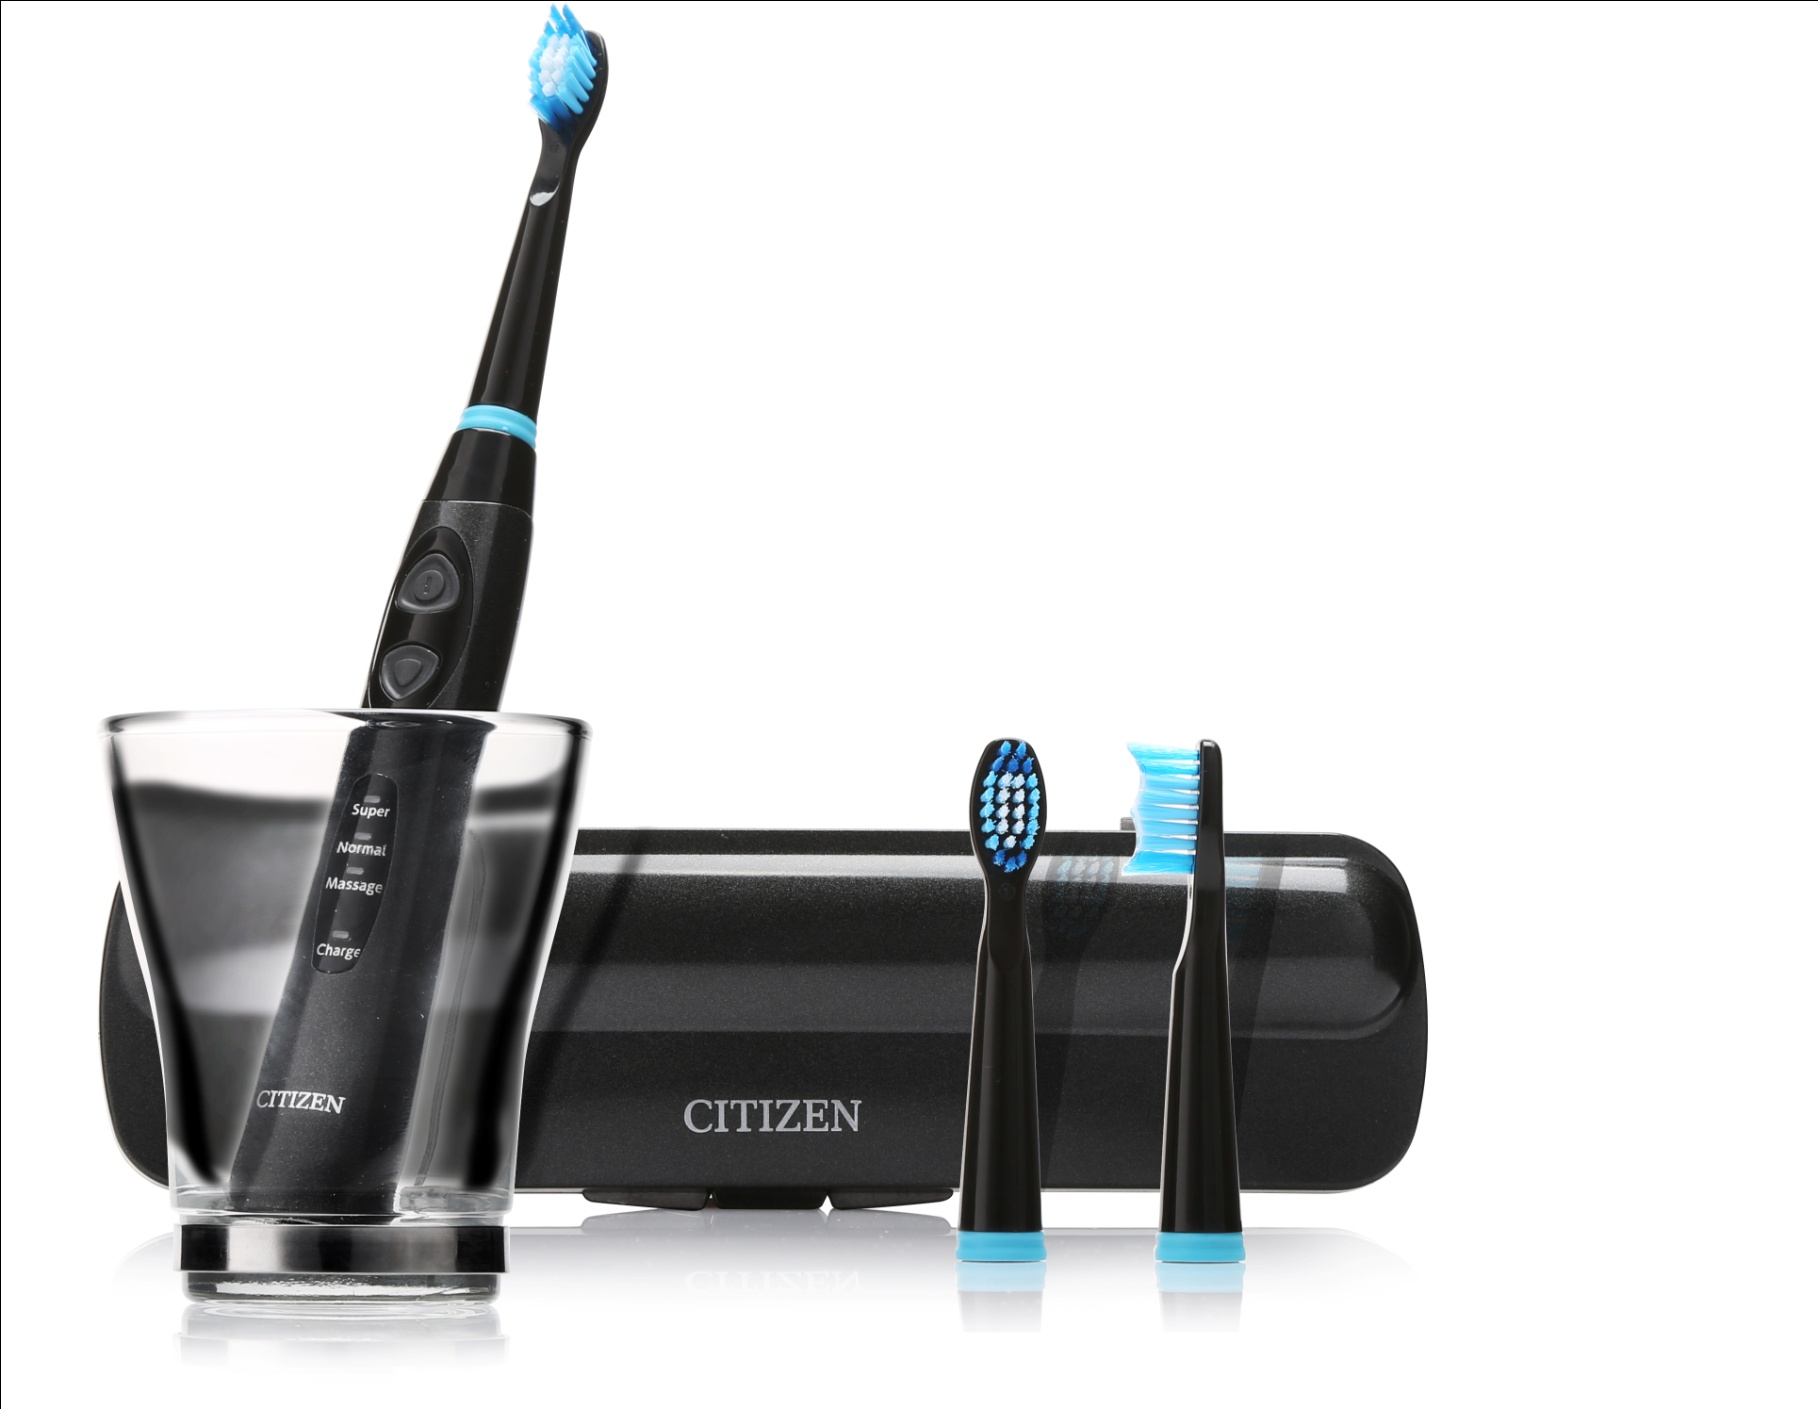 Super
Normal
Massage
Charge
CITIZEN
CITIZEN